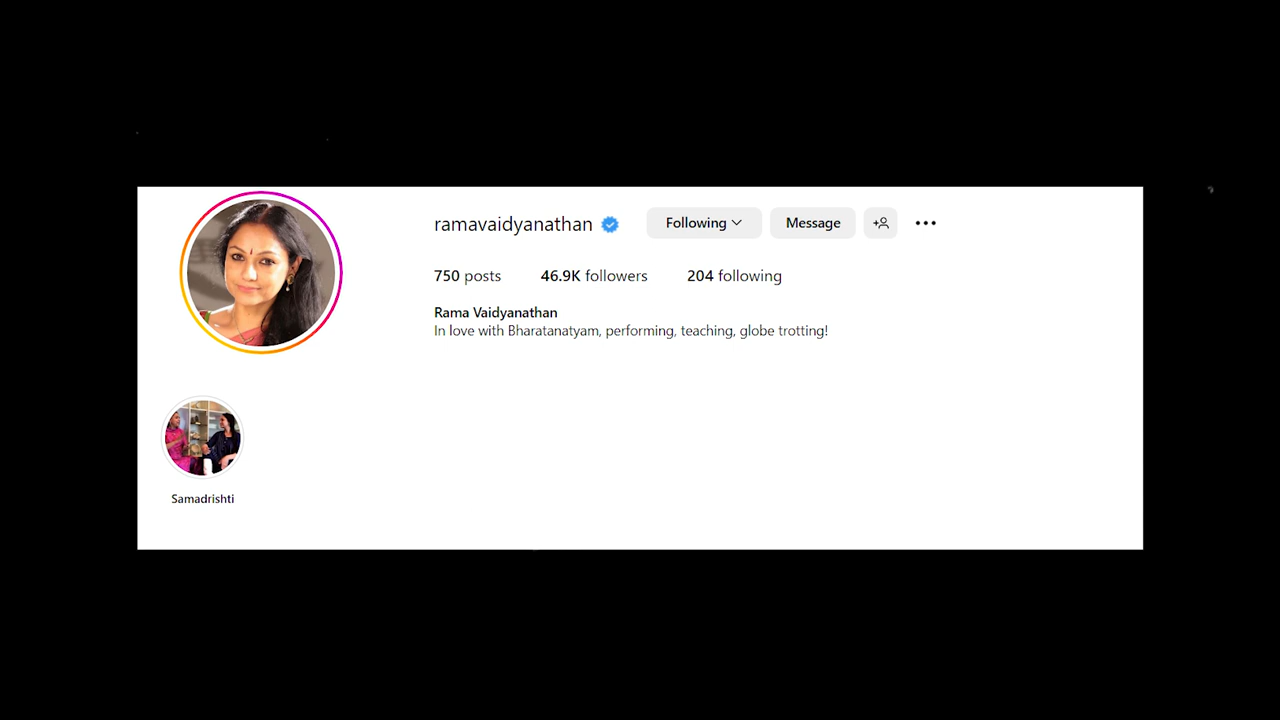 ramavaidyanathan
Following
Message
750 posts
46.9K followers
204 following
Rama Vaidyanathan
In love with Bharatanatyam, performing, teaching, globe trotting!
Samadrishti